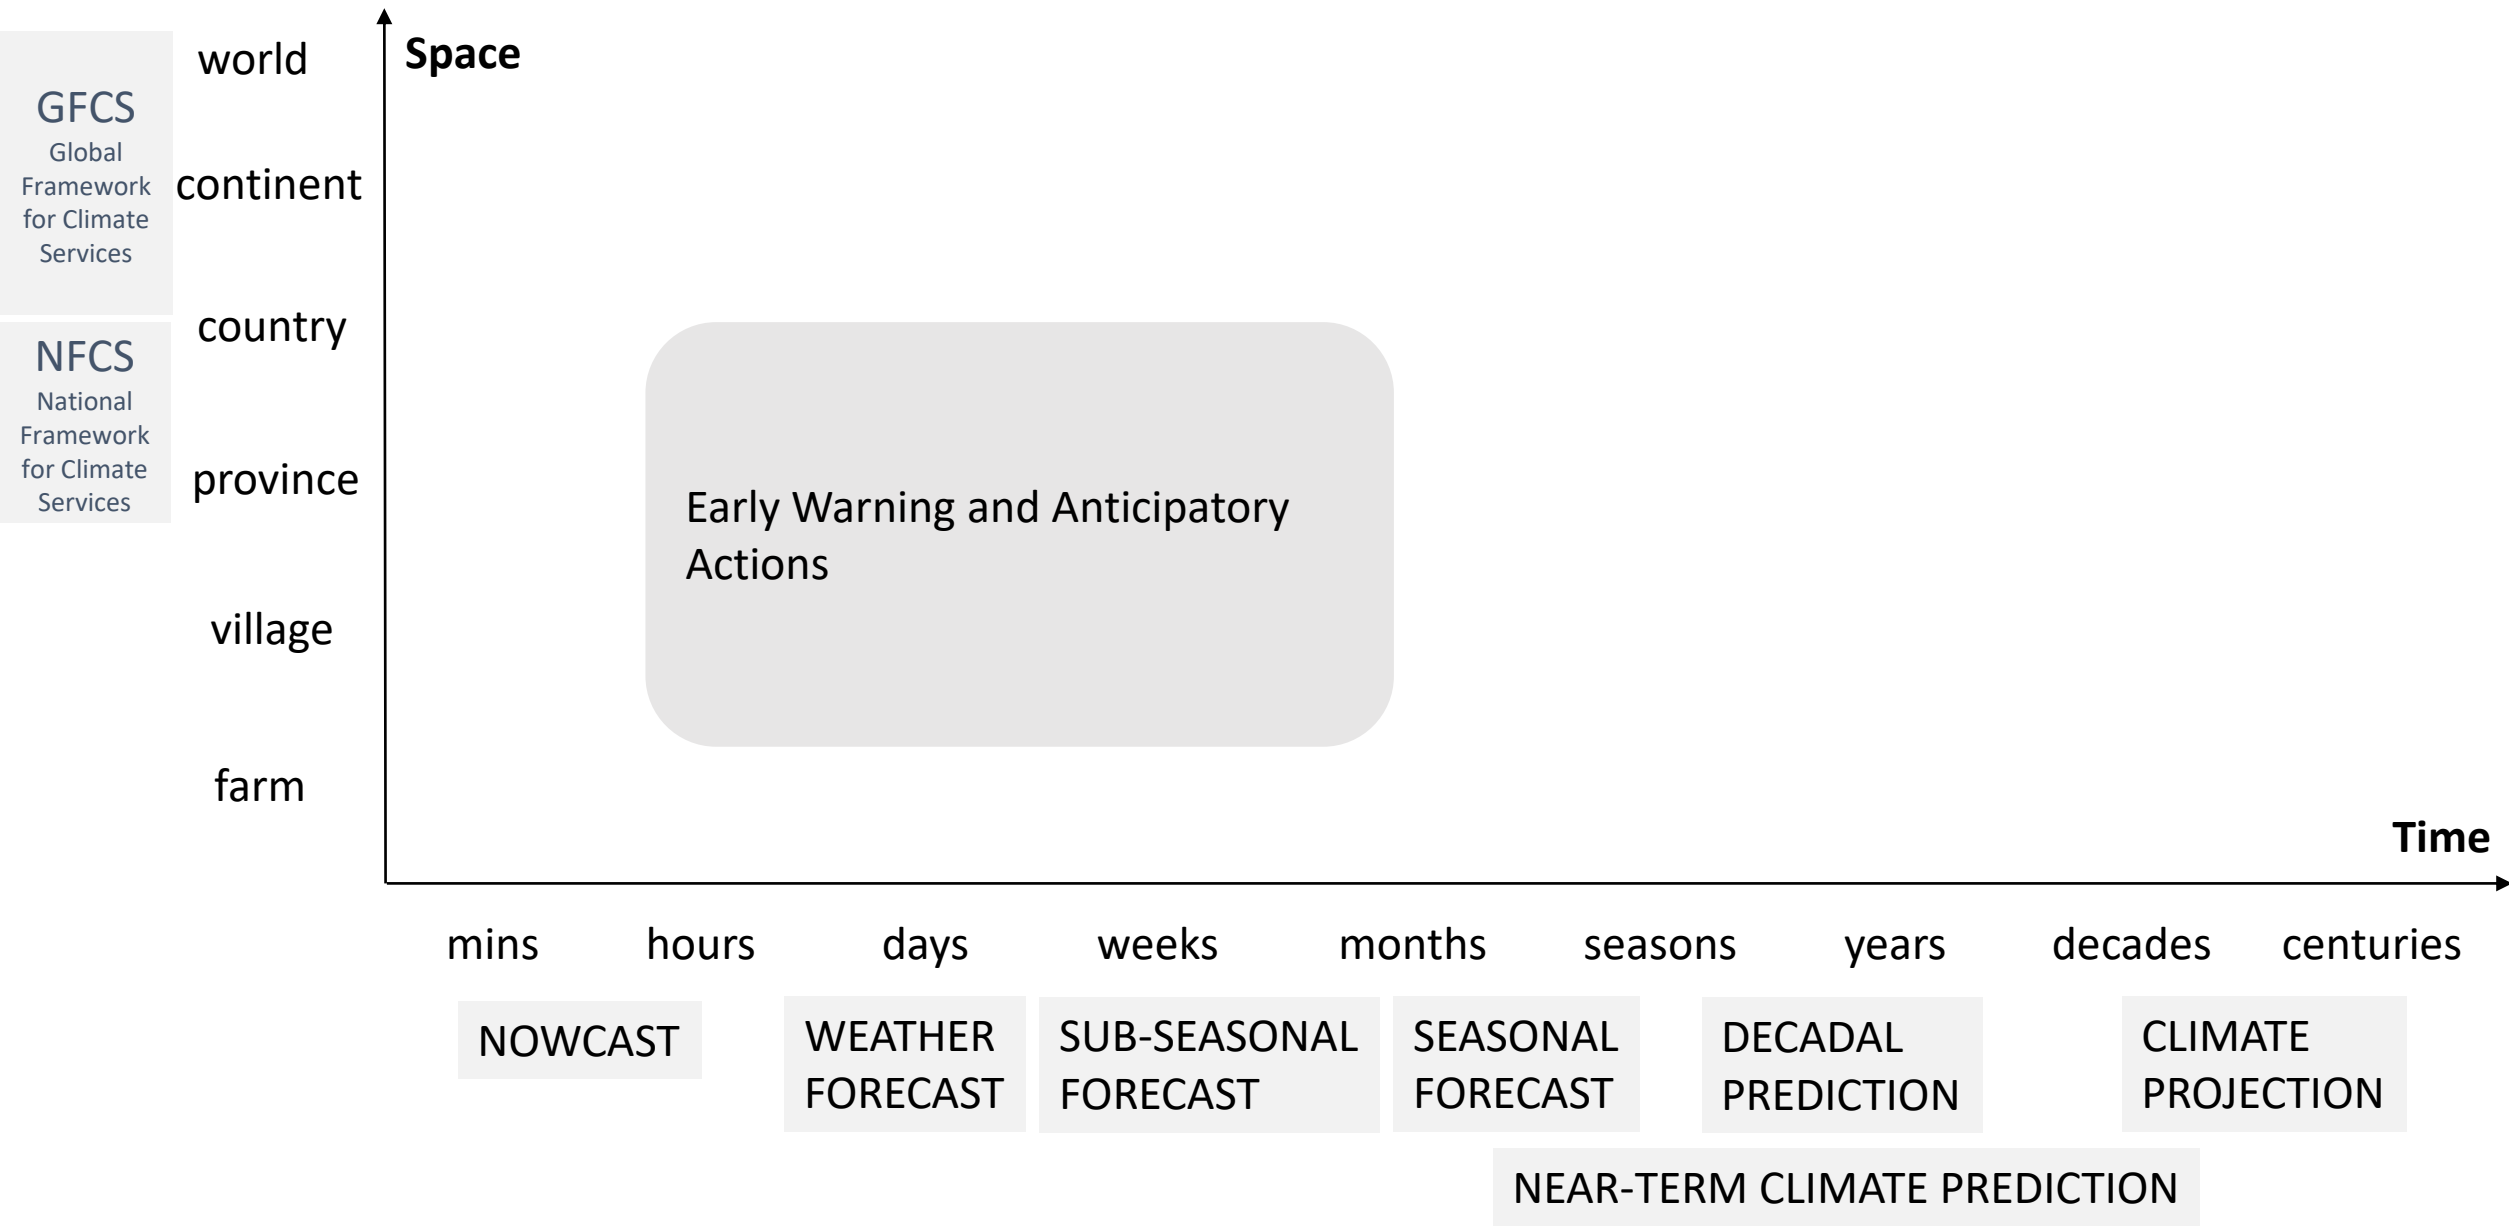 Space
world
continent
country
province
village
farm
GFCS
Global
Framework
for Climate
Services
NFCS
National
Framework
for Climate
Services
Early Warning and Anticipatory
Actions
Time
mins hours days weeks months seasons years decades centuries
NOWCAST
WEATHER
FORECAST
SUB-SEASONAL
FORECAST
SEASONAL
FORECAST
DECADAL
PREDICTION
CLIMATE
PROJECTION
NEAR-TERM CLIMATE PREDICTION